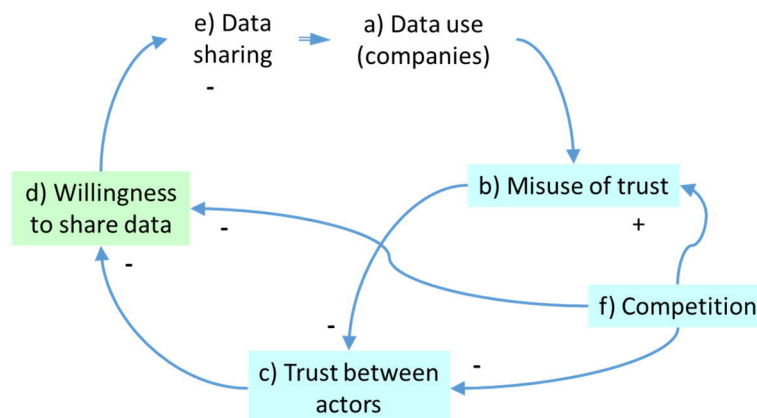 e) Data
sharing
a) Data use
(companies)
-
b) Misuse of trust
d) Willingness
to share data
-
+
-
f) Competition
-
-
c) Trust between
actors